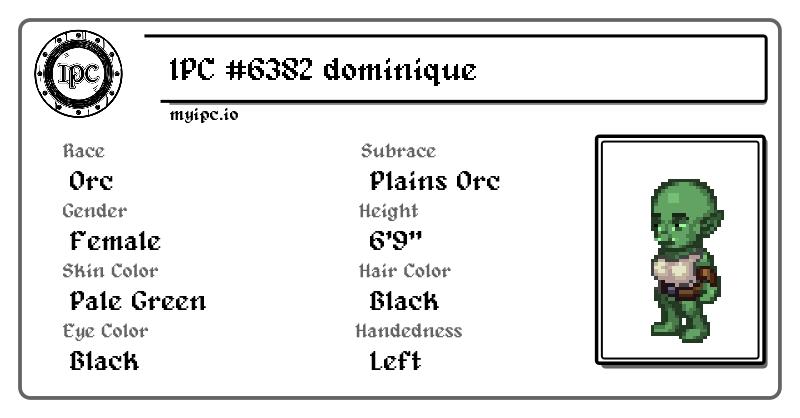 IPC
IPC #6382 dominique
myipc.io
Race
Orc
Subrace
Plains Orc
Gender
Female
Height
6'9"
Skin Color
Pale Green
Hair Color
Black
Eye Color
Black
Handedness
Left